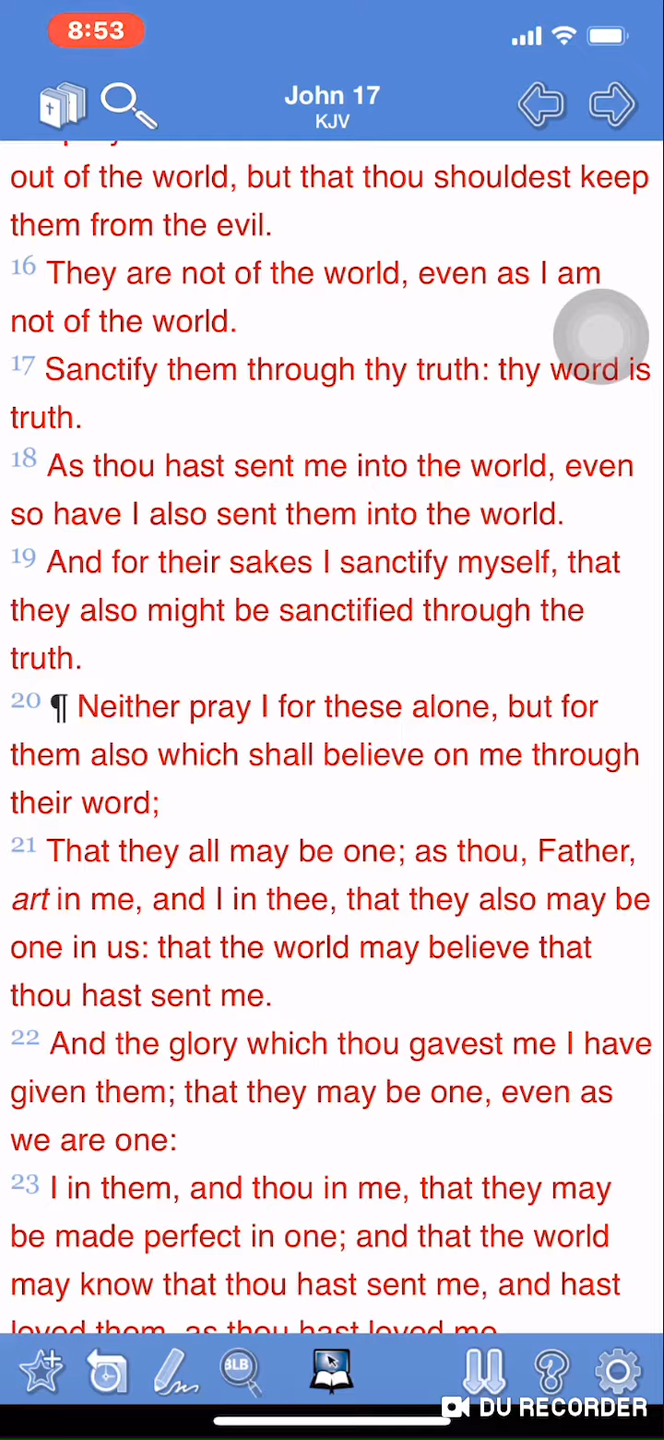 8:53
John 17
KJV
out of the world, but that thou shouldest keep
them from the evil.
16 They are not of the world, even as I am
not of the world.
17 Sanctify them through thy truth: thy word is
truth.
18 As thou hast sent me into the world, even
so have I also sent them into the world.
19 And for their sakes I sanctify myself, that
they also might be sanctified through the
truth.
20 ¶ Neither pray I for these alone, but for
them also which shall believe on me through
their word;
21 That they all may be one; as thou, Father,
art in me, and I in thee, that they also may be
one in us: that the world may believe that
thou hast sent me.
22 And the glory which thou gavest me I have
given them; that they may be one, even as
we are one:
23 I in them, and thou in me, that they may
be made perfect in one; and that the world
may know that thou hast sent me, and hast
loved them, as thou hast loved me.
BLB
DU RECORDER